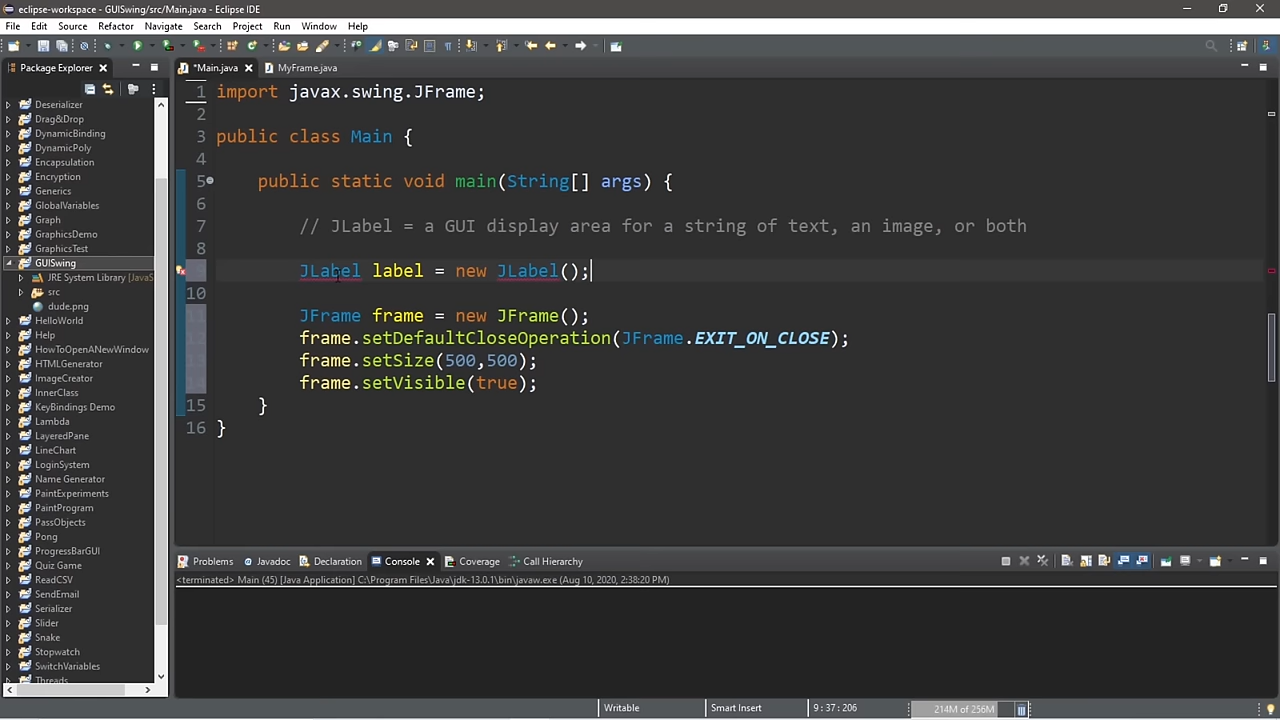 eclipse-workspace - GUISwing/src/Main.java - Eclipse IDE
File Edit Source Refactor Navigate Search Project Run Window Help
Package Explorer
*Main.java
MyFrame.java
Deserializer
Drag&Drop
DynamicBinding
DynamicPoly
Encapsulation
Encryption
Generics
GlobalVariables
Graph
GraphicsDemo
GraphicsTest
GUISwing
JRE System Library [JavaS
src
dude.png
HelloWorld
Help
HowToOpenANewWindow
HTMLGenerator
ImageCreator
InnerClass
KeyBindings Demo
Lambda
LayeredPane
LineChart
LoginSystem
Name Generator
PaintExperiments
PaintProgram
PassObjects
Pong
ProgressBarGUI
Quiz Game
ReadCSV
SendEmail
Serializer
Slider
Snake
Stopwatch
SwitchVariables
Threads
1 import javax.swing.JFrame;
2
3 public class Main {
4
5 public static void main(String[] args) {
6
7 // JLabel = a GUI display area for a string of text, an image, or both
8
JLabel label = new JLabel();
10
JFrame frame = new JFrame();
frame.setDefaultCloseOperation(JFrame.EXIT_ON_CLOSE);
frame.setSize(500,500);
frame.setVisible(true);
15 }
16 }
Problems Javadoc Declaration Console Coverage Call Hierarchy
<terminated> Main (45) [Java Application] C:\Program Files\Java\jdk-13.0.1\bin\javaw.exe (Aug 10, 2020, 2:38:20 PM)
Writable Smart Insert 9 : 37 : 206 214M of 256M